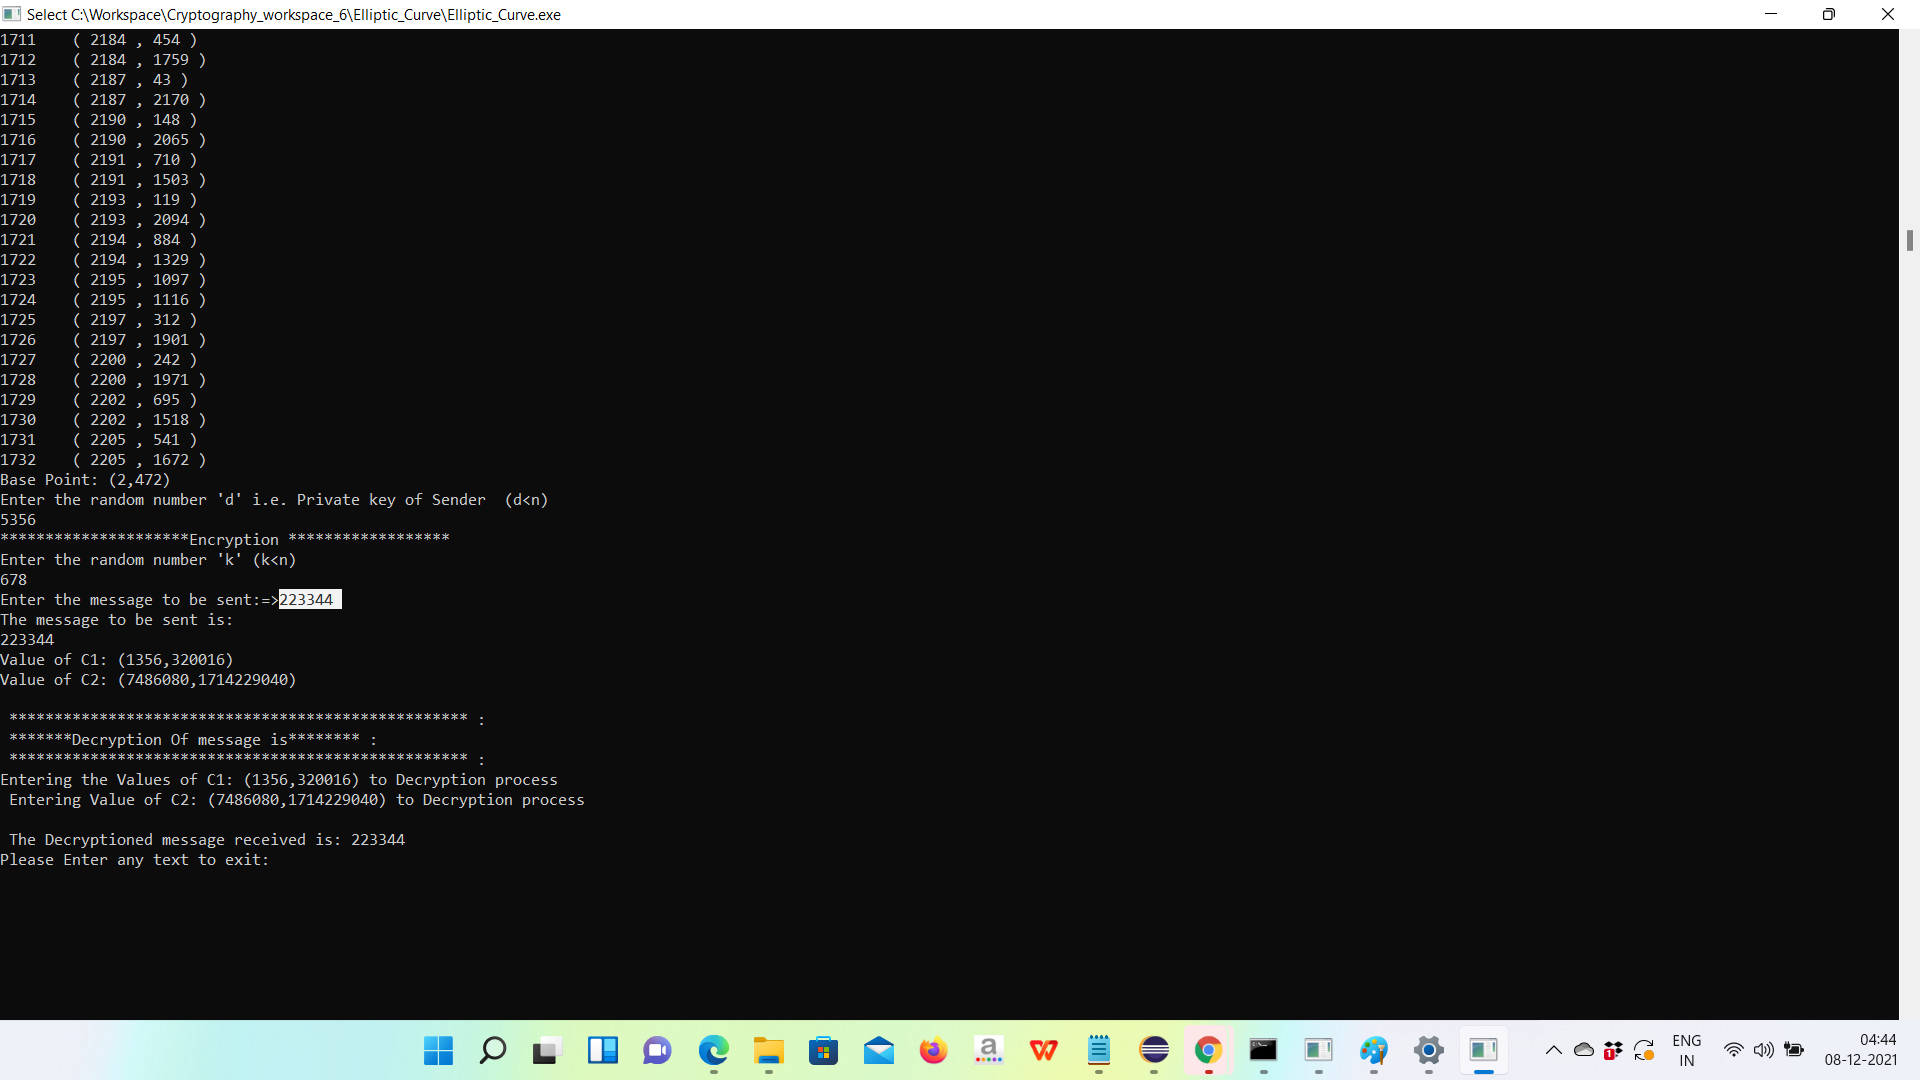 Select C:\Workspace\Cryptography_workspace_6\Elliptic_Curve\Elliptic_Curve.exe
1711    ( 2184 , 454 )
1712    ( 2184 , 1759 )
1713    ( 2187 , 43 )
1714    ( 2187 , 2170 )
1715    ( 2190 , 148 )
1716    ( 2190 , 2065 )
1717    ( 2191 , 710 )
1718    ( 2191 , 1503 )
1719    ( 2193 , 119 )
1720    ( 2193 , 2094 )
1721    ( 2194 , 884 )
1722    ( 2194 , 1329 )
1723    ( 2195 , 1097 )
1724    ( 2195 , 1116 )
1725    ( 2197 , 312 )
1726    ( 2197 , 1901 )
1727    ( 2200 , 242 )
1728    ( 2200 , 1971 )
1729    ( 2202 , 695 )
1730    ( 2202 , 1518 )
1731    ( 2205 , 541 )
1732    ( 2205 , 1672 )
Base Point: (2,472)
Enter the random number 'd' i.e. Private key of Sender  (d<n)
5356
*********************Encryption ******************
Enter the random number 'k' (k<n)
678
Enter the message to be sent:=>223344
The message to be sent is:
223344
Value of C1: (1356,320016)
Value of C2: (7486080,1714229040)
*************************************************** :
*******Decryption Of message is******** :
*************************************************** :
Entering the Values of C1: (1356,320016) to Decryption process
Entering Value of C2: (7486080,1714229040) to Decryption process
The Decryptioned message received is: 223344
Please Enter any text to exit:
a
W
1
ENG
IN
04:44
08-12-2021